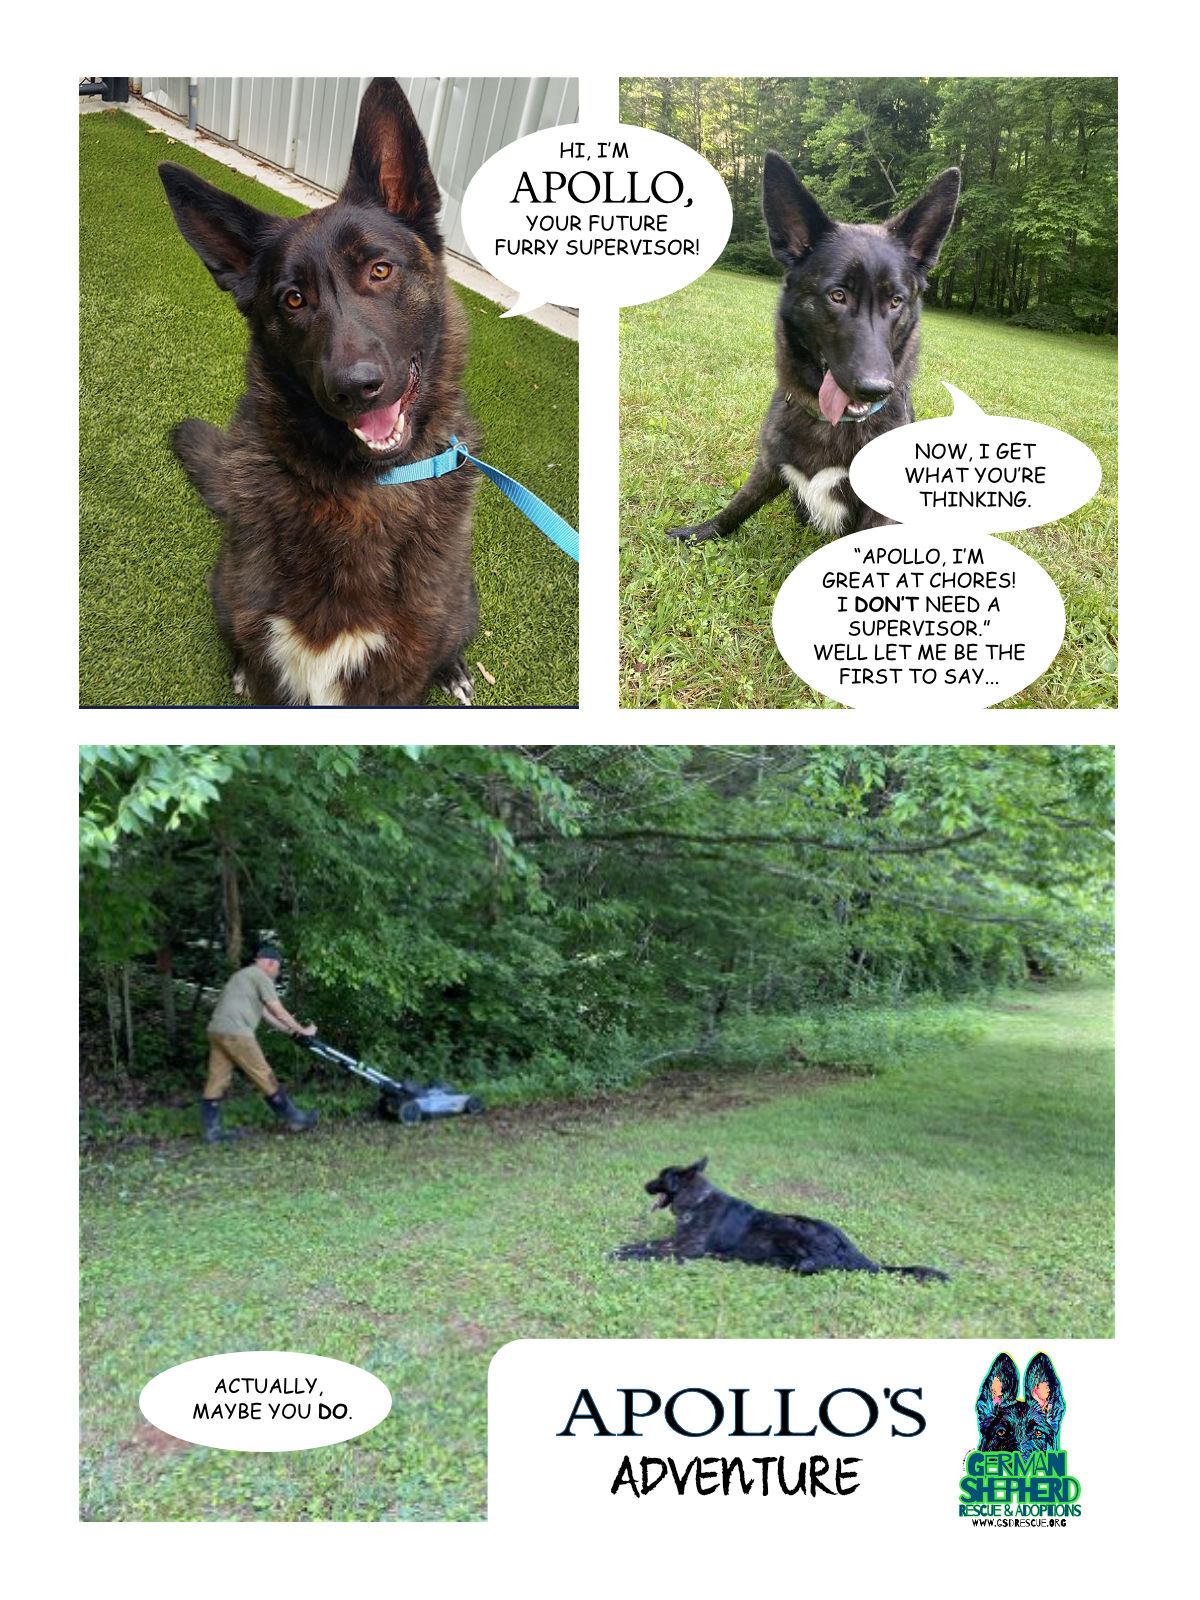 HI, I'M
APOLLO,
YOUR FUTURE
FURRY SUPERVISOR!
NOW, I GET
WHAT YOU'RE
THINKING.
"APOLLO, I'M
GREAT AT CHORES!
I DON'T NEED A
SUPERVISOR."
WELL LET ME BE THE
FIRST TO SAY...
ACTUALLY,
MAYBE YOU DO.
APOLLO'S
ADVENTURE
GERMAN
SHEPHERD
RESCUE & ADOPTIONS
WWW.GSDRESCUE.ORG